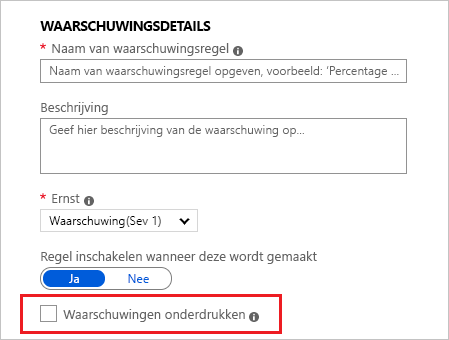 WAARSCHUWINGSDETAILS
* Naam van waarschuwingsregel
Naam van waarschuwingsregel opgeven, voorbeeld: 'Percentage ...
Beschrijving
Geef hier beschrijving van de waarschuwing op...
* Ernst
Waarschuwing(Sev 1)
Regel inschakelen wanneer deze wordt gemaakt
Ja Nee
Waarschuwingen onderdrukken